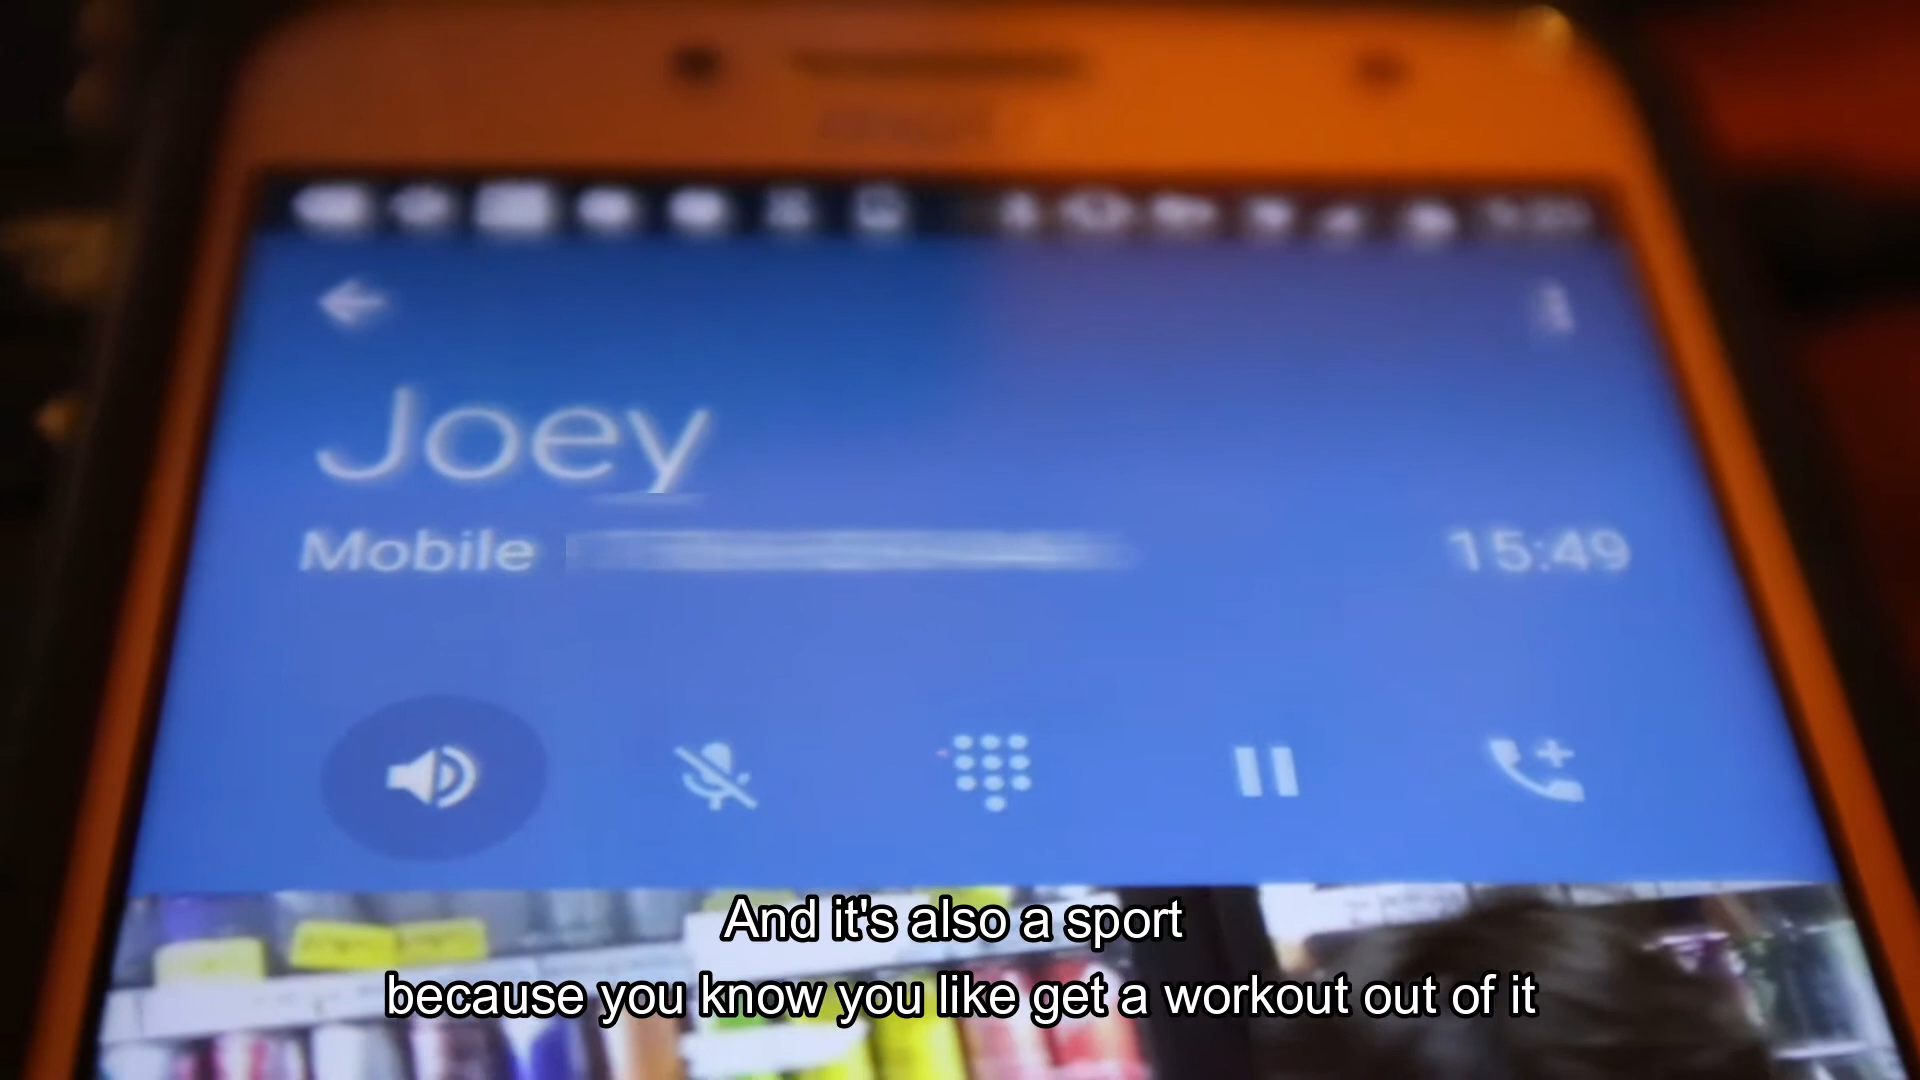 Joey
Mobile
15:49
And it's also a sport
because you know you like get a workout out of it